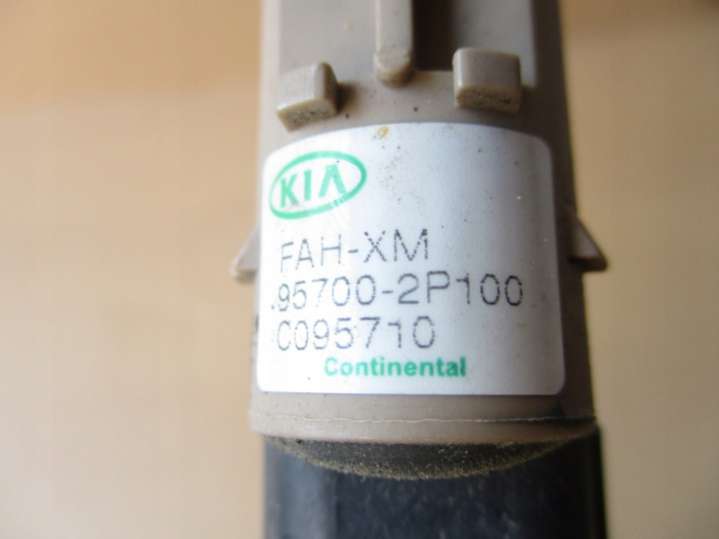 KIA
FAH-XM
95700-2P100
C095710
Continental